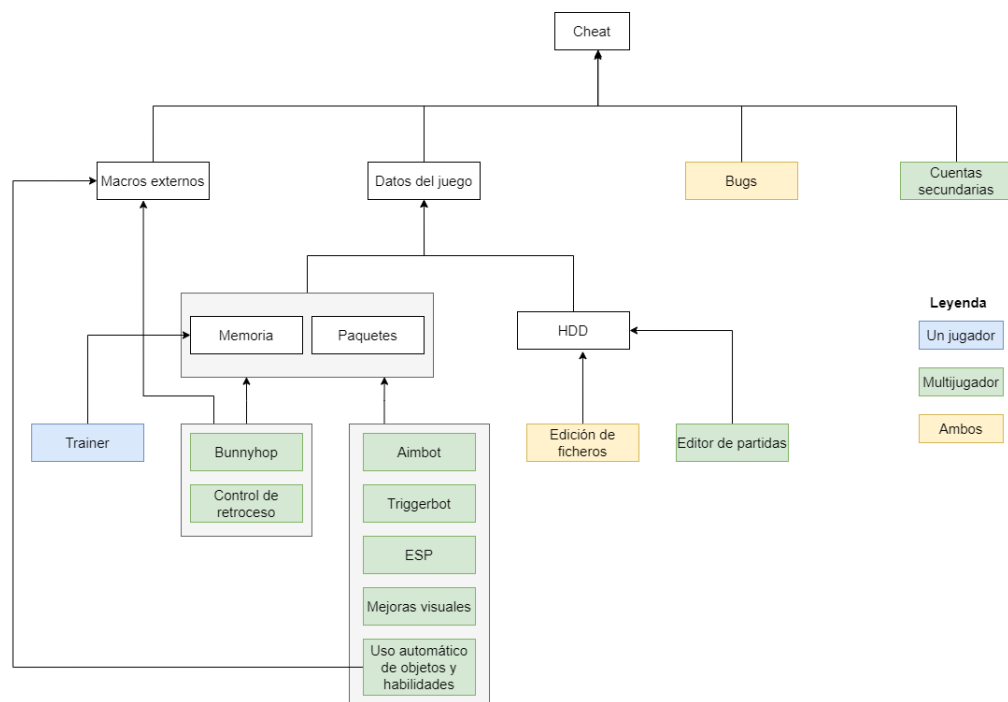 Cheat
Macros externos
Datos del juego
Bugs
Cuentas
secundarias
Leyenda
Memoria
Paquetes
HDD
Un jugador
Multijugador
Trainer
Bunnyhop
Aimbot
Edición de
ficheros
Editor de partidas
Ambos
Control de
retroceso
Triggerbot
ESP
Mejoras visuales
Uso automático
de objetos y
habilidades